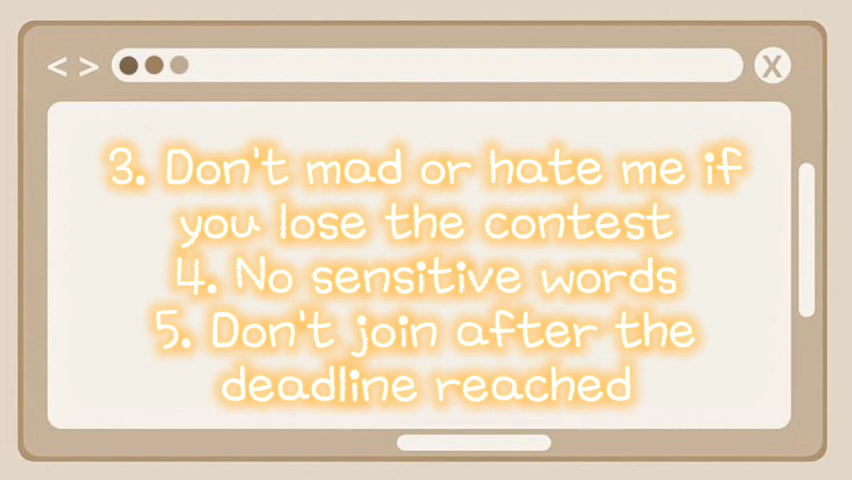 < >
X
3. Don't mad or hate me if
you lose the contest
4. No sensitive words
5. Don't join after the
deadline reached